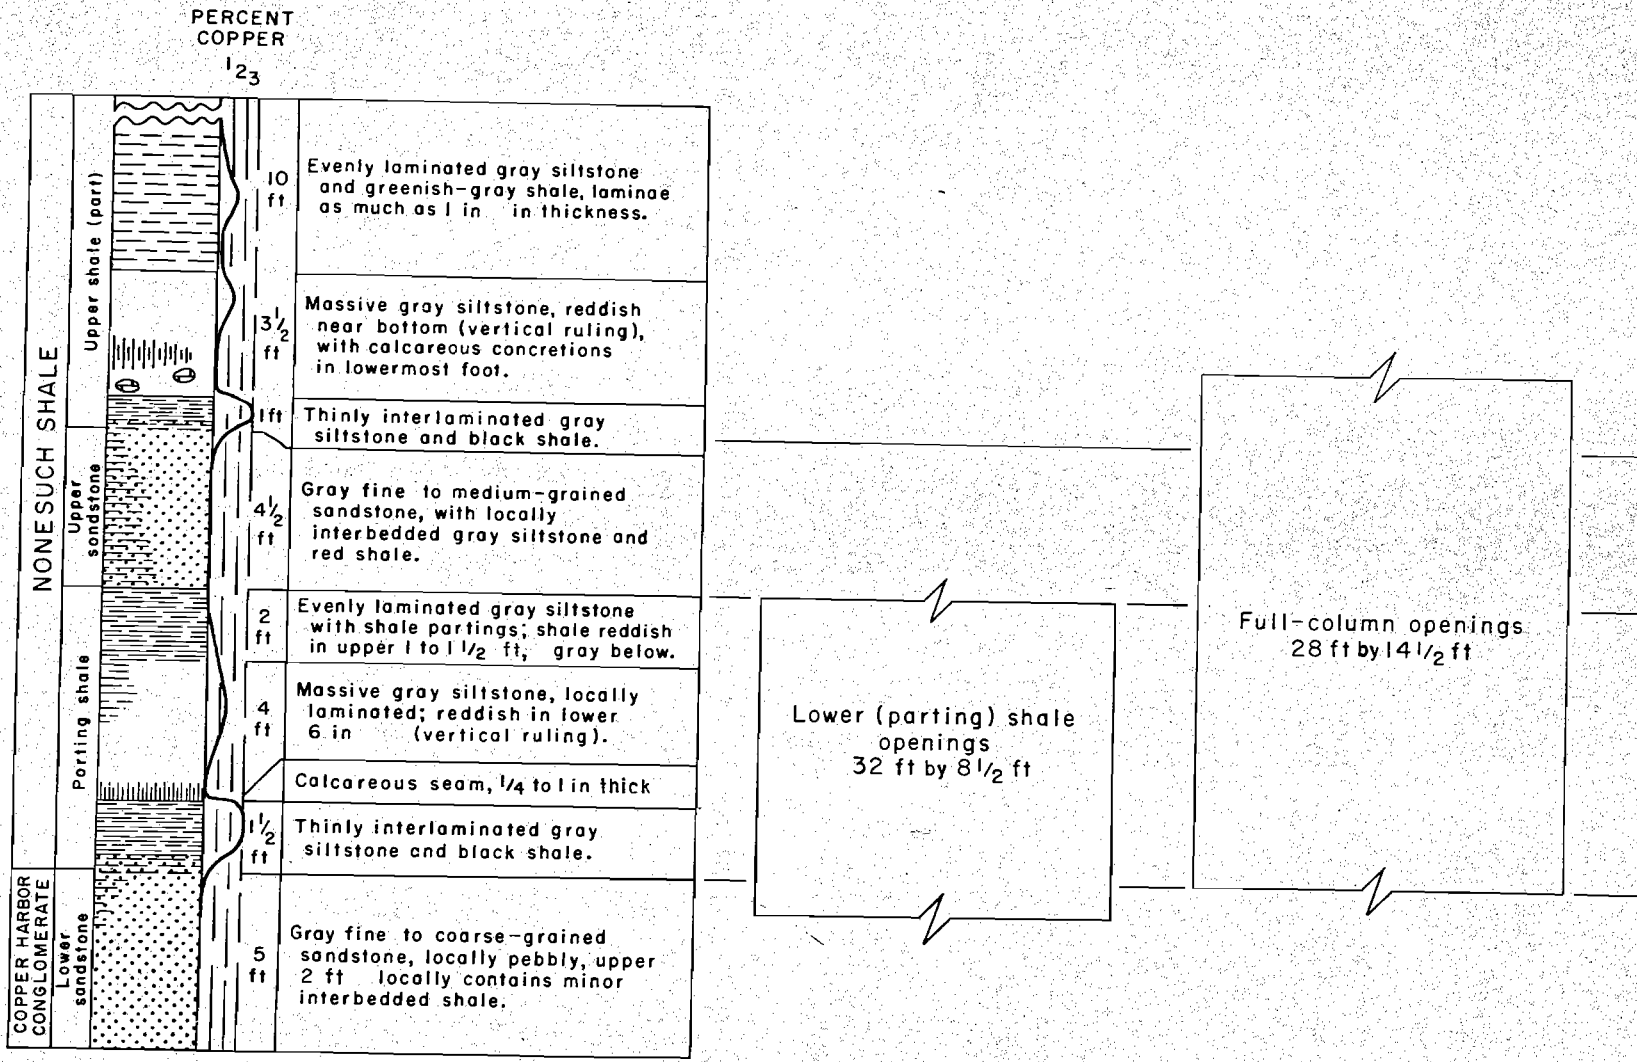 PERCENT
COPPER
1 2 3
NONESUCH SHALE
Upper shale (part)
10
ft
Evenly laminated gray siltstone
and greenish-gray shale, laminae
as much as 1 in in thickness.
3 1/2
ft
Massive gray siltstone, reddish
near bottom (vertical ruling),
with calcareous concretions
in lowermost foot.
1 ft
Thinly interlaminated gray
siltstone and black shale.
Upper
sandstone
4 1/2
ft
Gray fine to medium-grained
sandstone, with locally
interbedded gray siltstone and
red shale.
Parting shale
2
ft
Evenly laminated gray siltstone
with shale partings; shale reddish
in upper 1 to 1 1/2 ft, gray below.
4
ft
Massive gray siltstone, locally
laminated; reddish in lower
6 in (vertical ruling).
Calcareous seam, 1/4 to 1 in thick
1 1/2
ft
Thinly interlaminated gray
siltstone and black shale.
COPPER HARBOR
CONGLOMERATE
Lower
sandstone
5
ft
Gray fine to coarse-grained
sandstone, locally pebbly, upper
2 ft locally contains minor
interbedded shale.
Lower (parting) shale
openings
32 ft by 8 1/2 ft
Full-column openings
28 ft by 14 1/2 ft